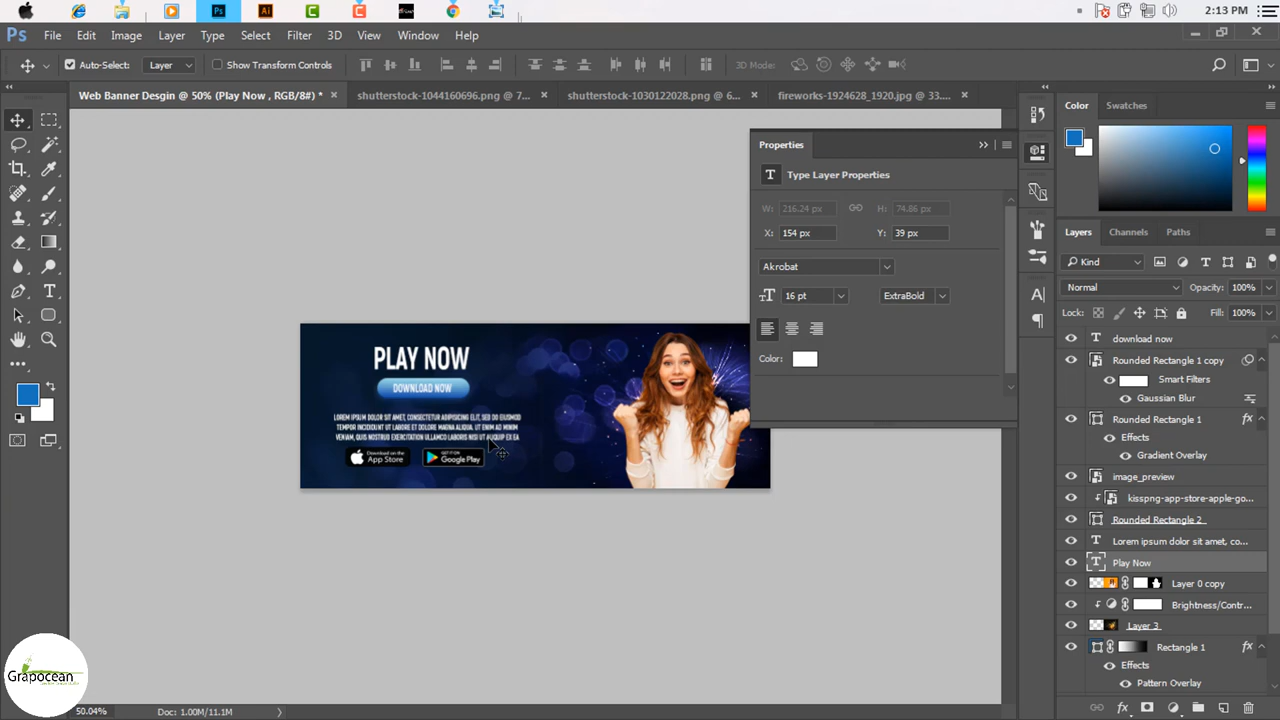 2:13 PM
Ps File Edit Image Layer Type Select Filter 3D View Window Help
Auto-Select: Layer Show Transform Controls 3D Mode:
Web Banner Desgin @ 50% (Play Now , RGB/8#) * shutterstock-1044160696.png @ 7... shutterstock-1030122028.png @ 6... fireworks-1924628_1920.jpg @ 33....
Properties
Type Layer Properties
W: 216.24 px H: 74.86 px
X: 154 px Y: 39 px
Akrobat
16 pt ExtraBold
Color:
Color Swatches
Layers Channels Paths
Kind
Normal Opacity: 100%
Lock: Fill: 100%
download now
Rounded Rectangle 1 copy
Smart Filters
Gaussian Blur
Rounded Rectangle 1
Effects
Gradient Overlay
image_preview
kisspng-app-store-apple-go...
Rounded Rectangle 2
Lorem ipsum dolor sit amet, co...
Play Now
Layer 0 copy
Brightness/Contr...
Layer 3
Rectangle 1
Effects
Pattern Overlay
PLAY NOW
DOWNLOAD NOW
LOREM IPSUM DOLOR SIT AMET, CONSECTETUR ADIPISICING ELIT, SED DO EIUSMOD
TEMPOR INCIDIDUNT UT LABORE ET DOLORE MAGNA ALIQUA. UT ENIM AD MINIM
VENIAM, QUIS NOSTRUD EXERCITATION ULLAMCO LABORIS NISI UT ALIQUIP EX EA
Download on the
App Store
GET IT ON
Google Play
Grapocean
50.04% Doc: 1.00M/11.1M